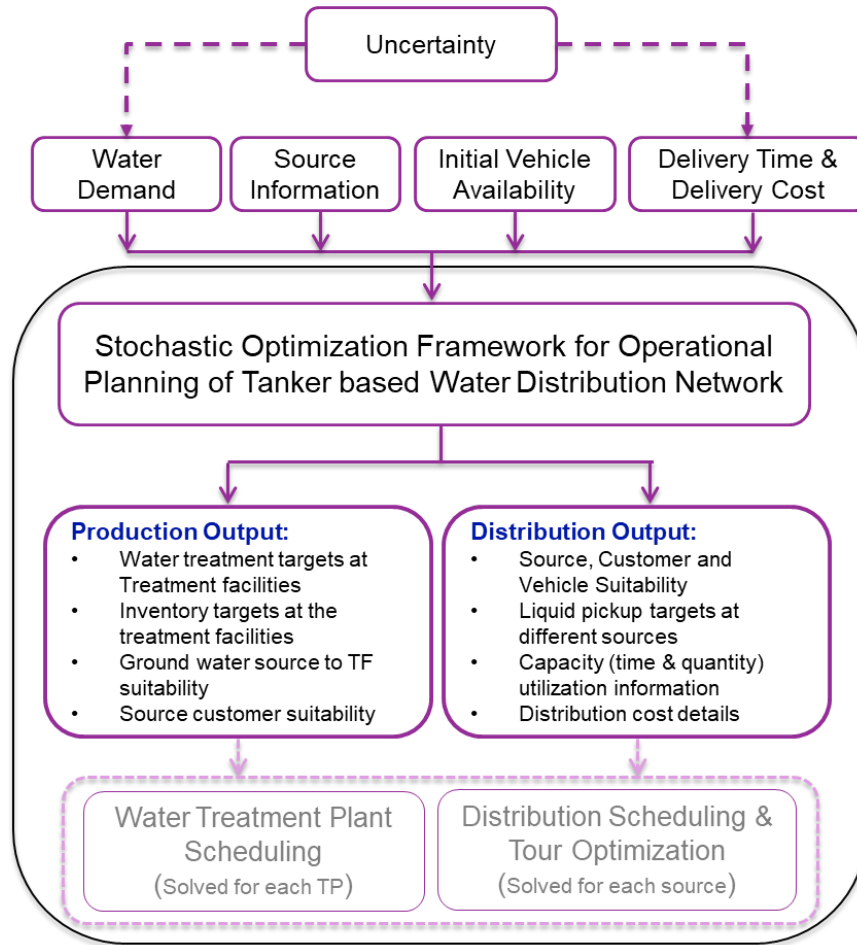 Uncertainty
Water
Demand
Source
Information
Initial Vehicle
Availability
Delivery Time &
Delivery Cost
Stochastic Optimization Framework for Operational
Planning of Tanker based Water Distribution Network
Production Output:
• Water treatment targets at
Treatment facilities
• Inventory targets at the
treatment facilities
• Ground water source to TF
suitability
• Source customer suitability
Distribution Output:
• Source, Customer and
Vehicle Suitability
• Liquid pickup targets at
different sources
• Capacity (time & quantity)
utilization information
• Distribution cost details
Water Treatment Plant
Scheduling
(Solved for each TP)
Distribution Scheduling &
Tour Optimization
(Solved for each source)